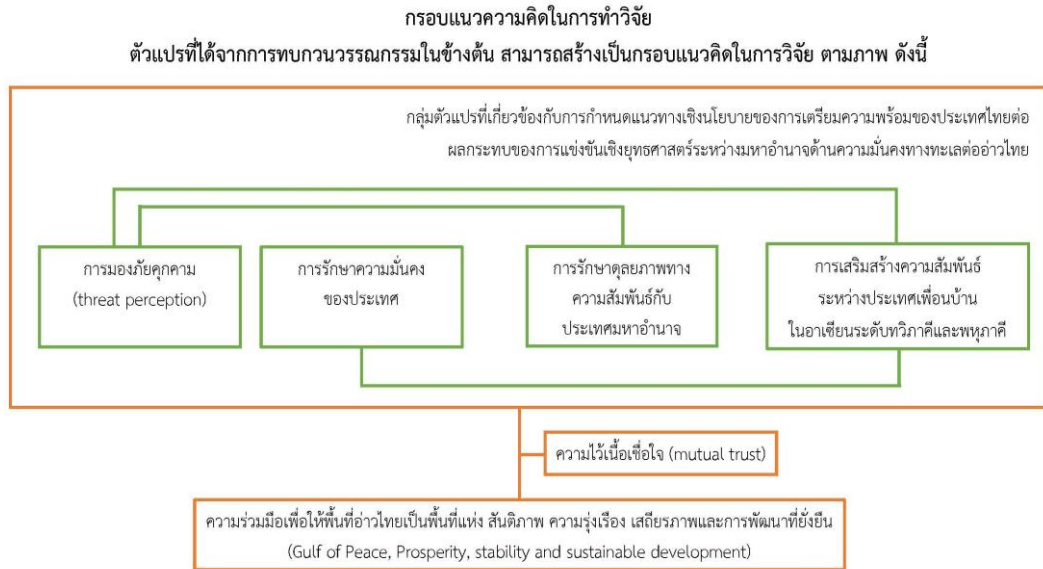 กรอบแนวความคิดในการทำวิจัย
ตัวแปรที่ได้จากการทบกวนวรรณกรรมในข้างต้น สามารถสร้างเป็นกรอบแนวคิดในการวิจัย ตามภาพ ดังนี้
กลุ่มตัวแปรที่เกี่ยวข้องกับการกำหนดแนวทางเชิงนโยบายของการเตรียมความพร้อมของประเทศไทยต่อ
ผลกระทบของการแข่งขันเชิงยุทธศาสตร์ระหว่างมหาอำนาจด้านความมั่นคงทางทะเลต่ออ่าวไทย
การมองภัยคุกคาม
(threat perception)
การรักษาความมั่นคง
ของประเทศ
การรักษาดุลยภาพทาง
ความสัมพันธ์กับ
ประเทศมหาอำนาจ
การเสริมสร้างความสัมพันธ์
ระหว่างประเทศเพื่อนบ้าน
ในอาเซียนระดับทวิภาคีและพหุภาคี
ความไว้เนื้อเชื่อใจ (mutual trust)
ความร่วมมือเพื่อให้พื้นที่อ่าวไทยเป็นพื้นที่แห่ง สันติภาพ ความรุ่งเรือง เสถียรภาพและการพัฒนาที่ยั่งยืน
(Gulf of Peace, Prosperity, stability and sustainable development)